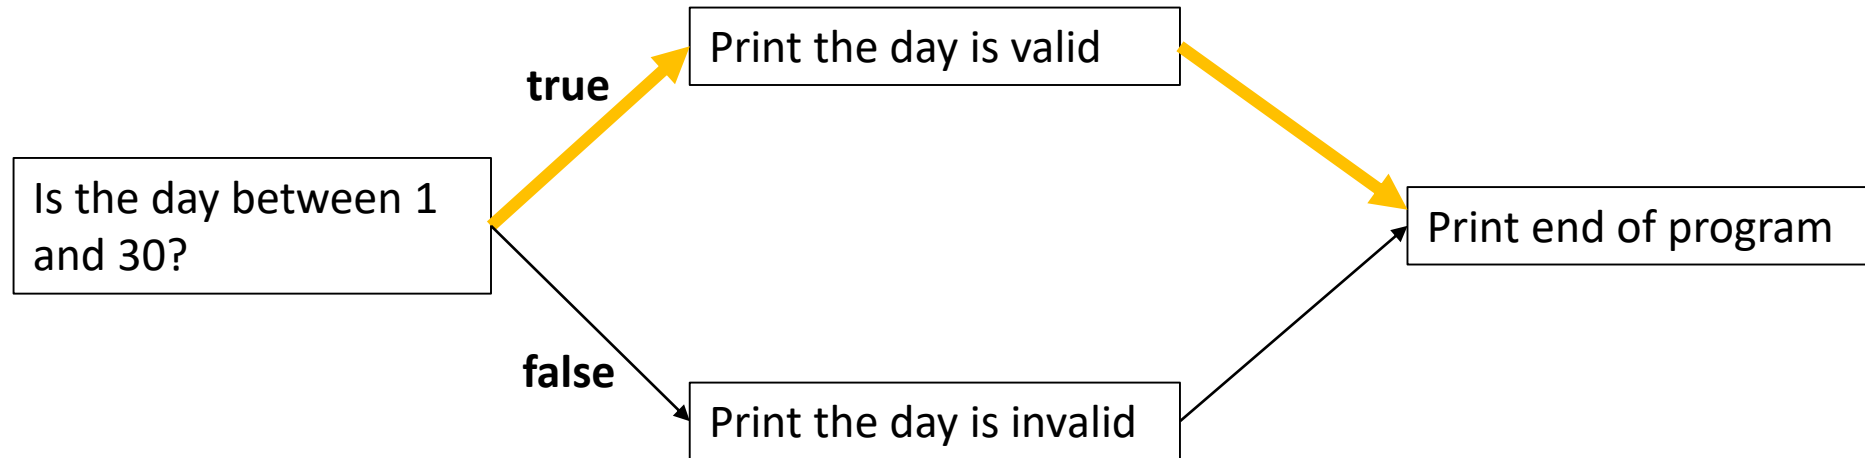 Print the day is valid
true
Is the day between 1
and 30?
Print end of program
false
Print the day is invalid